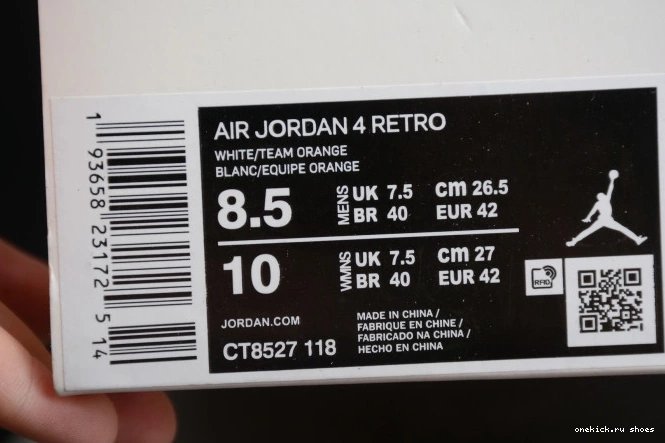 AIR JORDAN 4 RETRO
WHITE/TEAM ORANGE
BLANC/EQUIPE ORANGE
8.5 MENS UK 7.5 cm 26.5
BR 40 EUR 42
10 WMNS UK 7.5 cm 27
BR 40 EUR 42
JORDAN.COM
CT8527 118
MADE IN CHINA /
FABRIQUE EN CHINE /
FABRICADO NA CHINA /
HECHO EN CHINA
RFID
1 93658 23172 5 14
onekick.ru shoes